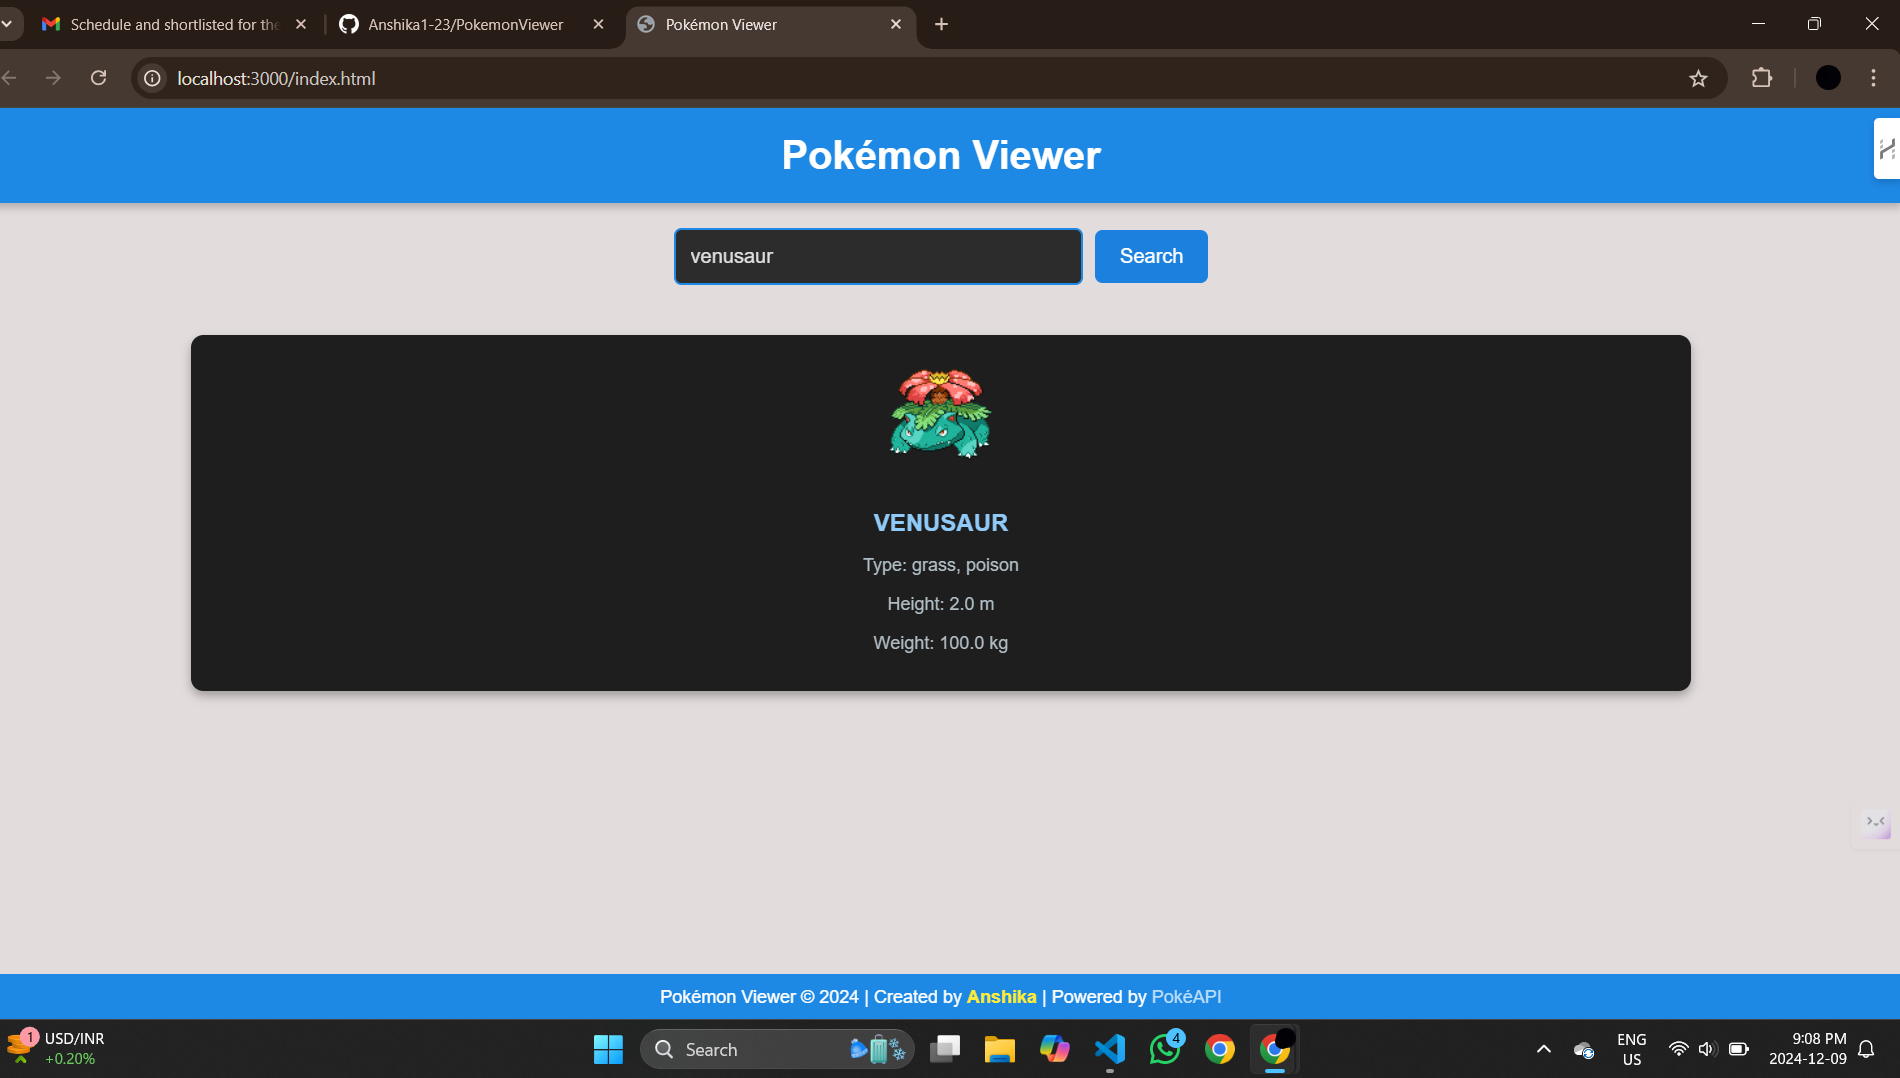 Schedule and shortlisted for the
Anshika1-23/PokemonViewer
Pokémon Viewer
localhost:3000/index.html
Pokémon Viewer
venusaur
Search
VENUSAUR
Type: grass, poison
Height: 2.0 m
Weight: 100.0 kg
Pokémon Viewer © 2024 | Created by Anshika | Powered by PokéAPI
1
USD/INR
+0.20%
Search
4
ENG
US
9:08 PM
2024-12-09